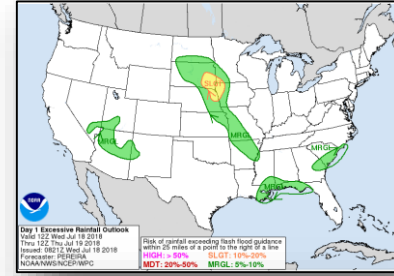 SLGT
MRGL
MRGL
MRGL
MRGL
NOAA
Day 1 Excessive Rainfall Outlook
Valid 12Z Wed Jul 18 2018
Thru 12Z Thu Jul 19 2018
Issued: 0821Z Wed Jul 18 2018
Forecaster: PEREIRA
NOAA/NWS/NCEP/WPC
Risk of rainfall exceeding flash flood guidance
within 25 miles of a point to the right of a line
HIGH: > 50% SLGT: 10%-20%
MDT: 20%-50% MRGL: 5%-10%